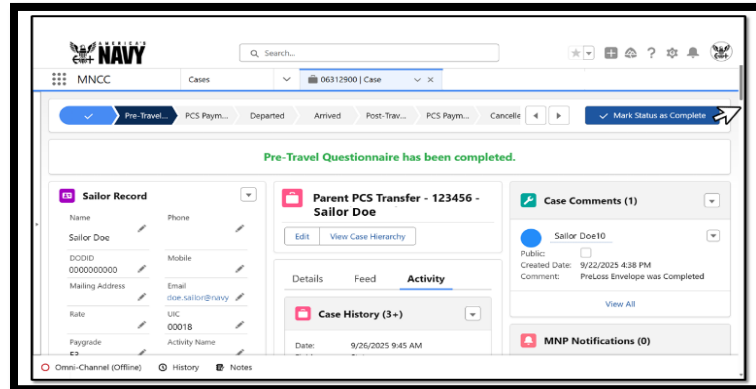 AMERICA'S
NAVY
Search...
MNCC
Cases
06312900 | Case
Pre-Travel...
PCS Paym...
Departed
Arrived
Post-Trav...
PCS Paym...
Cancelle
Mark Status as Complete
Pre-Travel Questionnaire has been completed.
Sailor Record
Name
Phone
Sailor Doe
DODID
Mobile
0000000000
Mailing Address
Email
doe.sailor@navy
Rate
UIC
00018
Paygrade
Activity Name
Parent PCS Transfer - 123456 -
Sailor Doe
Edit
View Case Hierarchy
Details
Feed
Activity
Case History (3+)
Date:
9/26/2025 9:45 AM
Case Comments (1)
Sailor Doe10
Public:
Created Date:
9/22/2025 4:38 PM
Comment:
PreLoss Envelope was Completed
View All
MNP Notifications (0)
Omni-Channel (Offline)
History
Notes